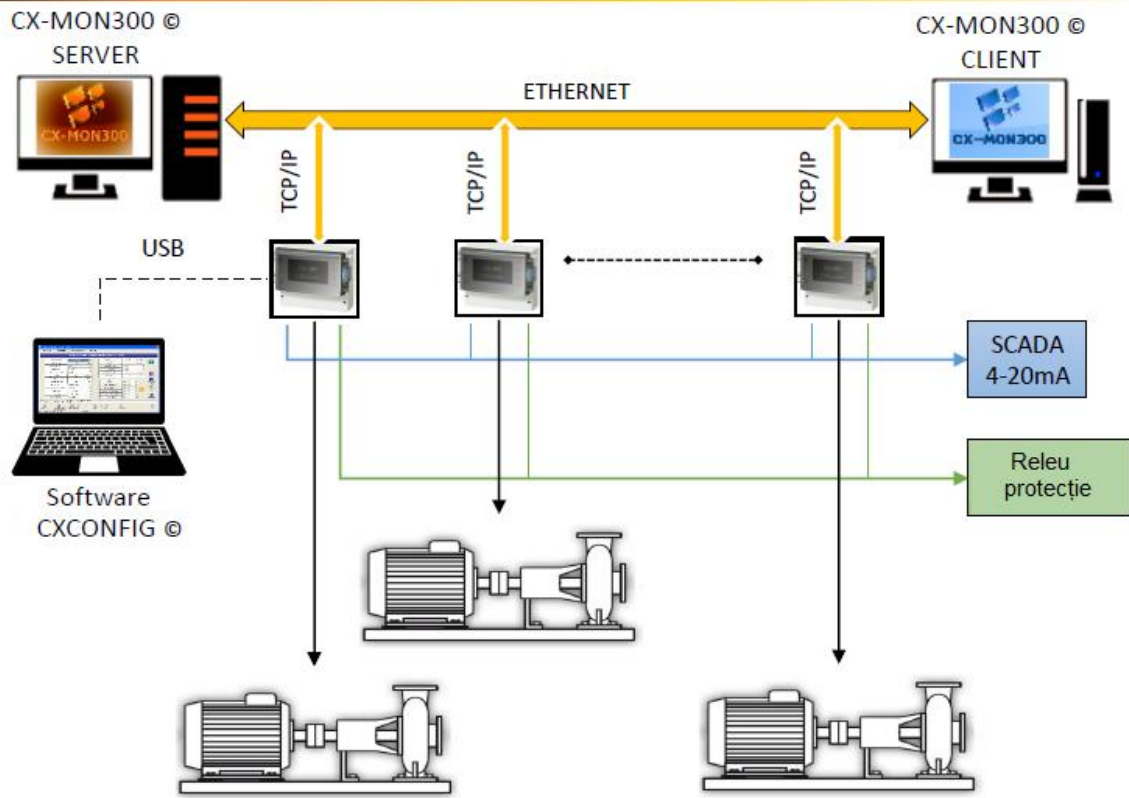 CX-MON300 ©
SERVER
CX-MON300
CX-MON300 ©
CLIENT
CX-MON300
ETHERNET
TCP/IP
TCP/IP
TCP/IP
USB
SCADA
4-20mA
Releu
protecție
Software
CXCONFIG ©